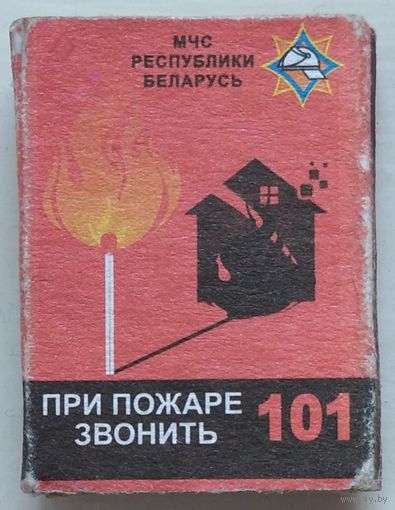 МЧС
РЕСПУБЛИКИ
БЕЛАРУСЬ
ПРИ ПОЖАРЕ
ЗВОНИТЬ
101